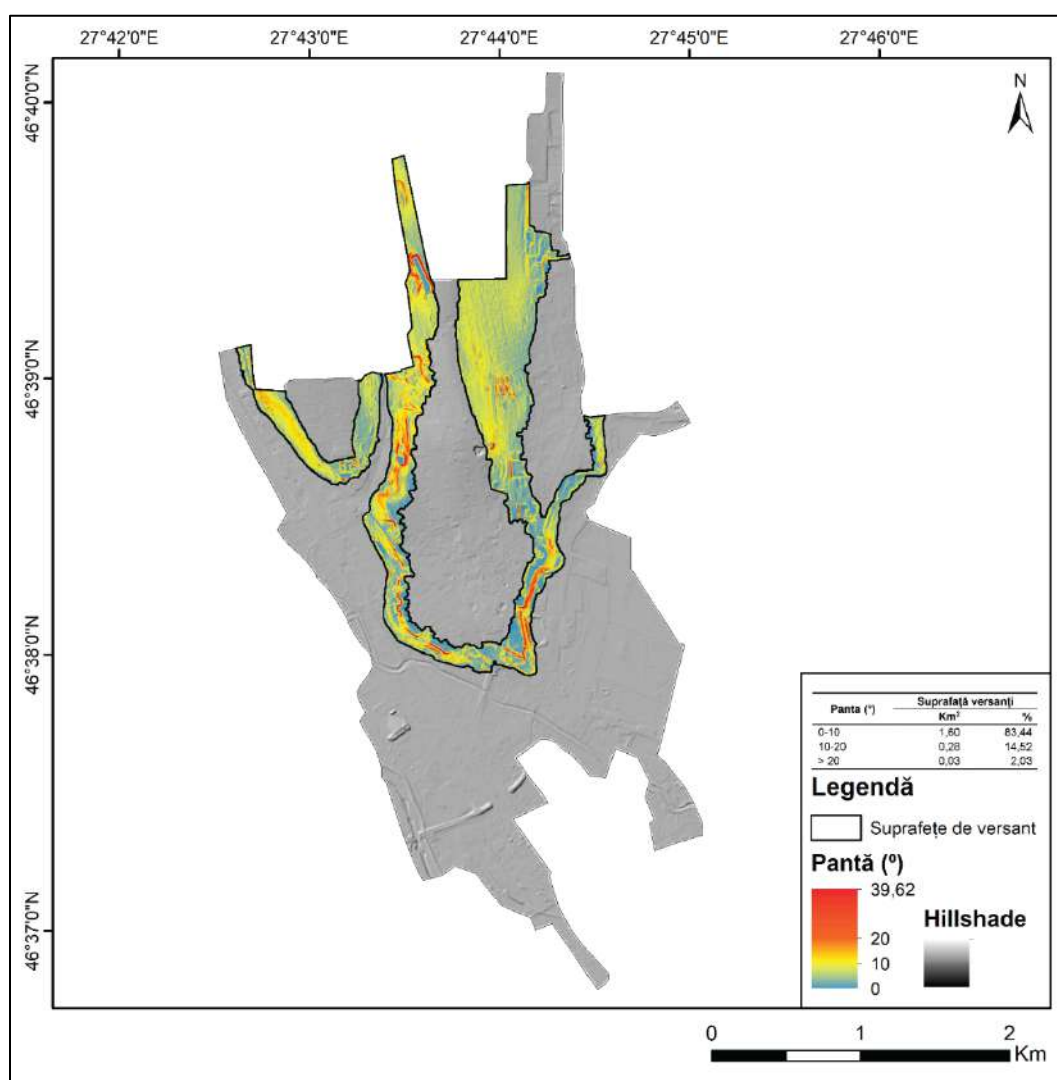 27°42'0"E 27°43'0"E 27°44'0"E 27°45'0"E 27°46'0"E
46°40'0"N
N
46°39'0"N
46°38'0"N
46°37'0"N
Panta (°) Suprafață versanți
Km² %
0-10 1,60 83,44
10-20 0,28 14,52
> 20 0,03 2,03
Legendă
Suprafețe de versant
Pantă (º)
39,62
20
10
0
Hillshade
0 1 2
Km